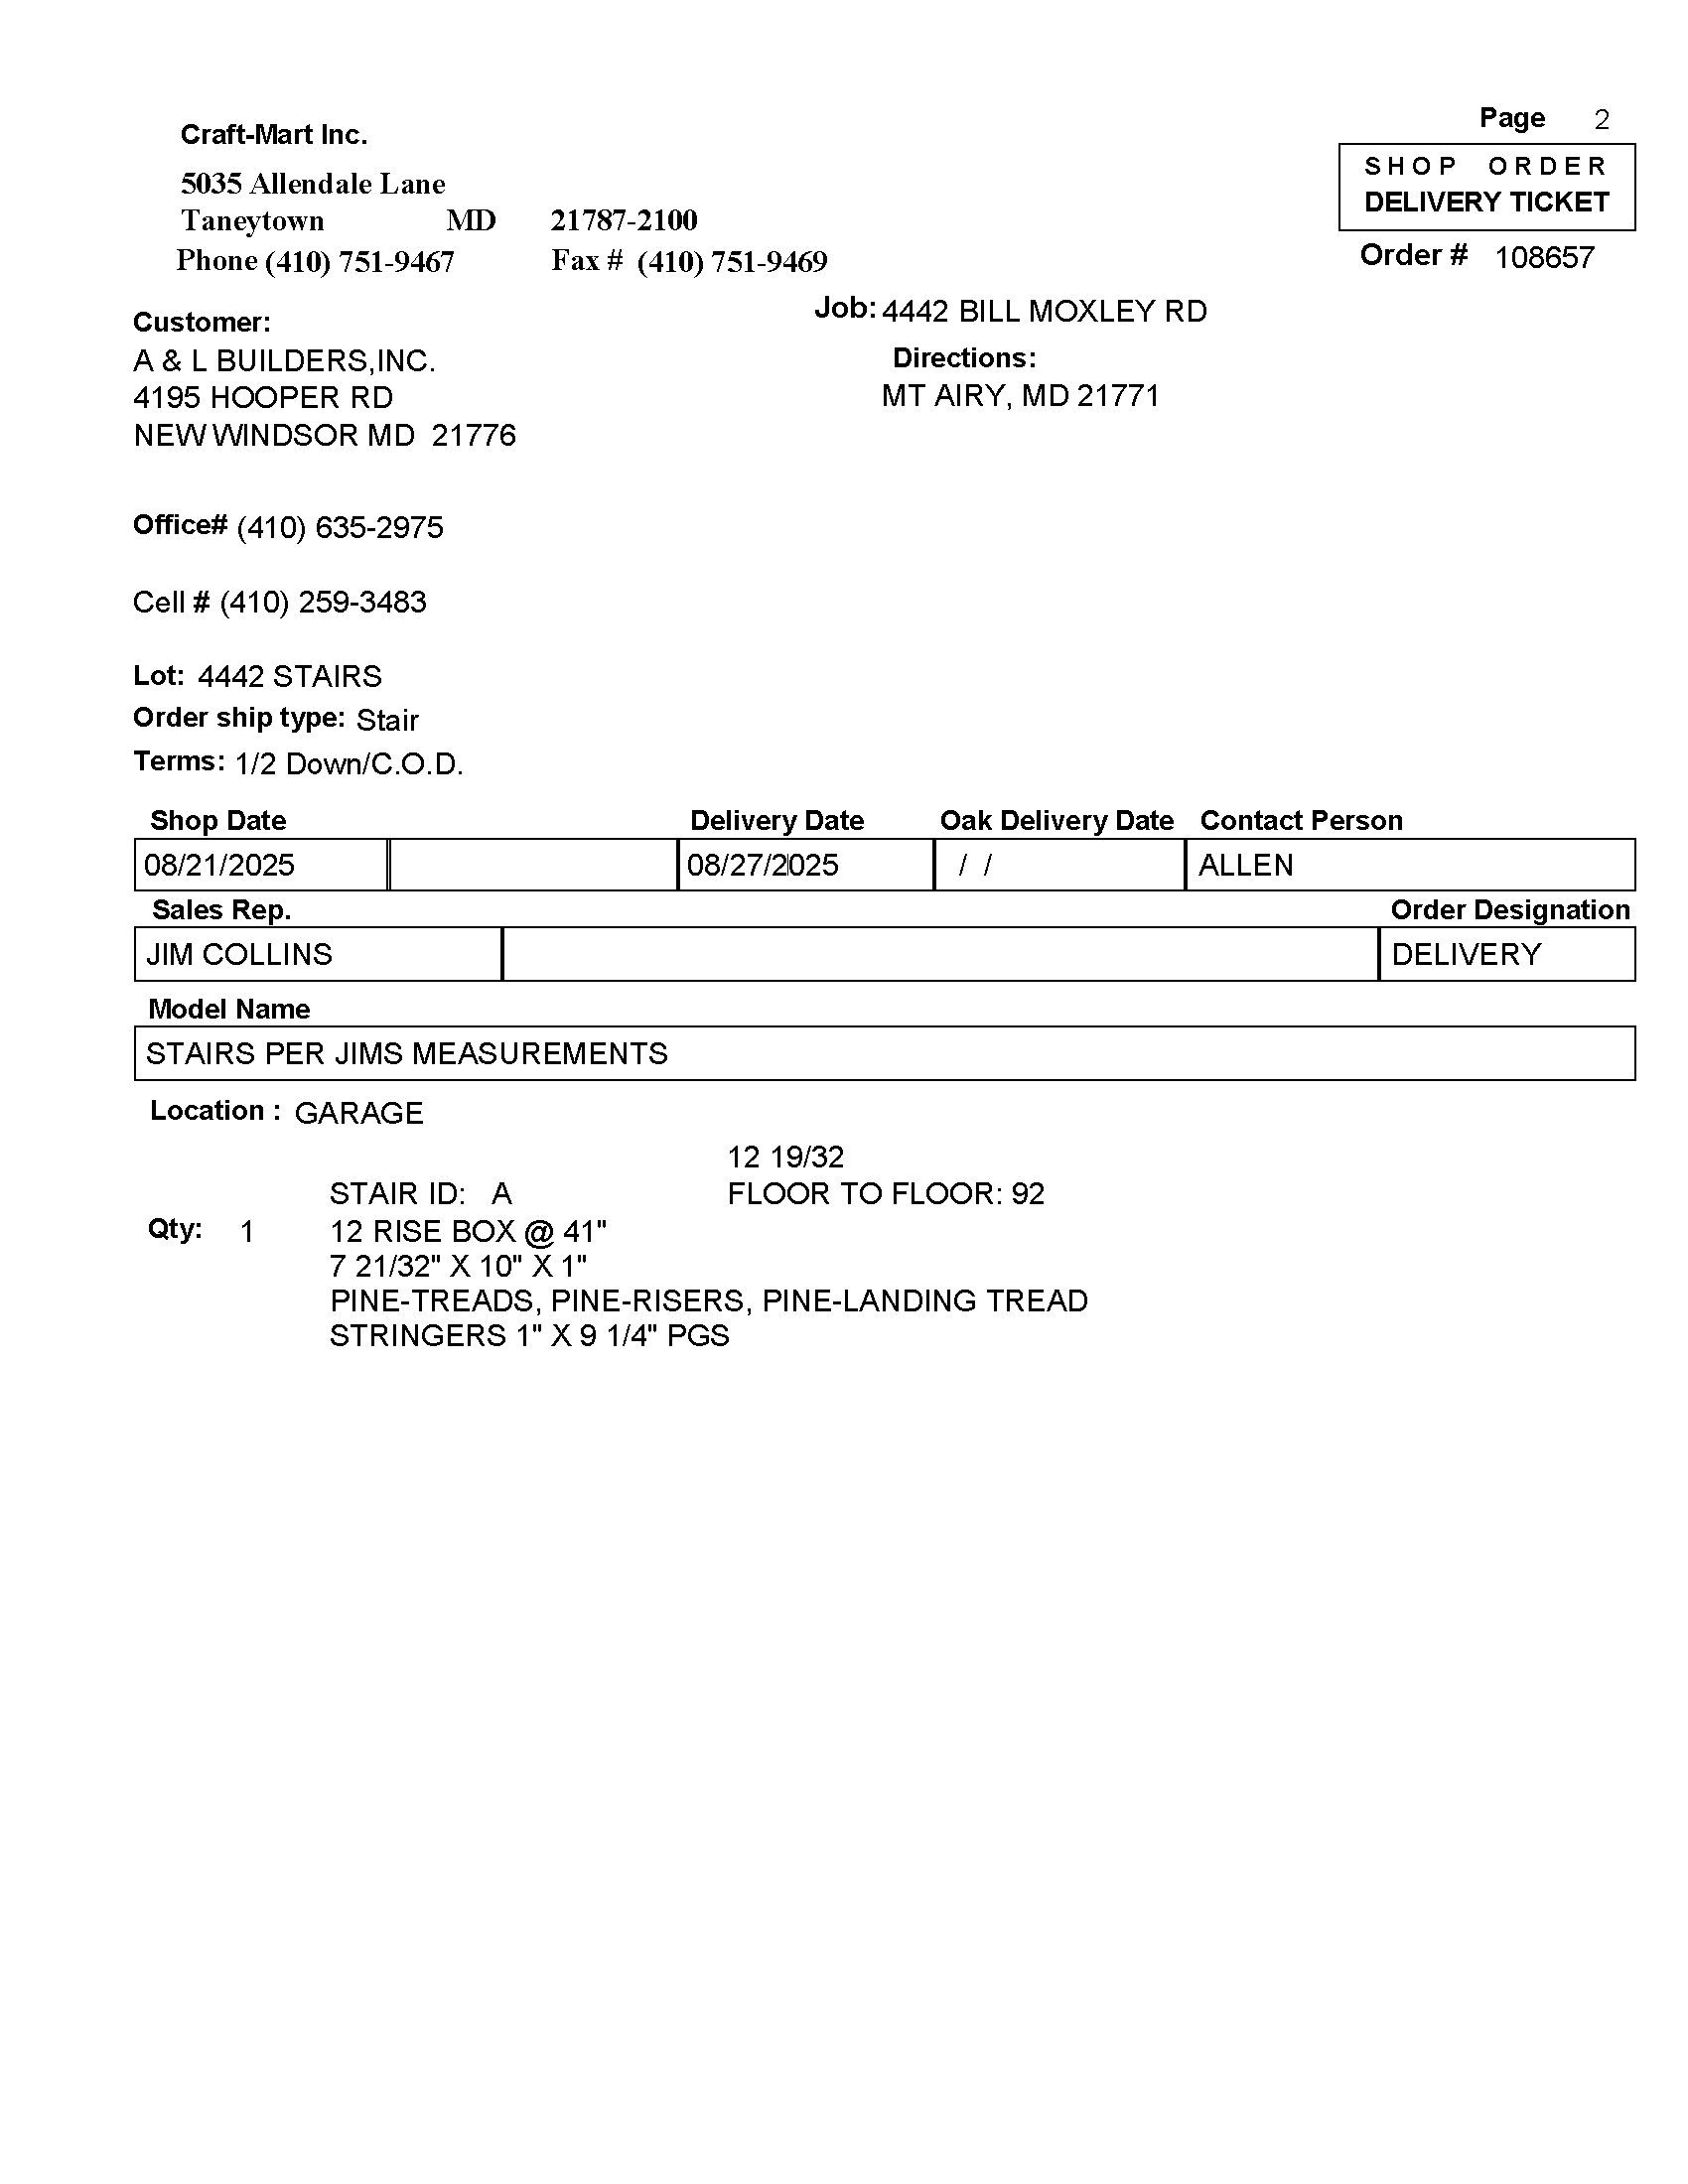 Page 2
Craft-Mart Inc.
SHOP ORDER
DELIVERY TICKET
5035 Allendale Lane
Taneytown MD 21787-2100
Phone (410) 751-9467 Fax # (410) 751-9469
Order # 108657
Job: 4442 BILL MOXLEY RD
Customer:
Directions:
A & L BUILDERS,INC.
4195 HOOPER RD
MT AIRY, MD 21771
NEW WINDSOR MD 21776
Office# (410) 635-2975
Cell # (410) 259-3483
Lot: 4442 STAIRS
Order ship type: Stair
Terms: 1/2 Down/C.O.D.
Shop Date Delivery Date Oak Delivery Date Contact Person
08/21/2025 08/27/2025 / / ALLEN
Sales Rep. Order Designation
JIM COLLINS DELIVERY
Model Name
STAIRS PER JIMS MEASUREMENTS
Location : GARAGE
12 19/32
STAIR ID: A FLOOR TO FLOOR: 92
Qty: 1 12 RISE BOX @ 41"
7 21/32" X 10" X 1"
PINE-TREADS, PINE-RISERS, PINE-LANDING TREAD
STRINGERS 1" X 9 1/4" PGS